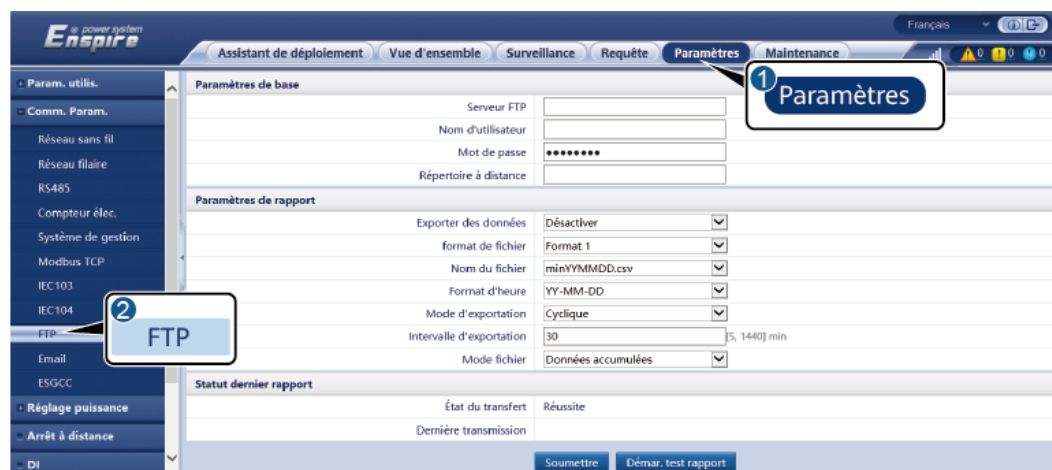 e power system
Enspire
Français
Assistant de déploiement Vue d'ensemble Surveillance Requête Paramètres Maintenance
0 0 0
1
Paramètres
Param. utilis.
Comm. Param.
Réseau sans fil
Réseau filaire
RS485
Compteur élec.
Système de gestion
Modbus TCP
IEC103
IEC104
FTP
Email
ESGCC
Réglage puissance
Arrêt à distance
DI
2
FTP
Paramètres de base
Serveur FTP
Nom d'utilisateur
Mot de passe ••••••••
Répertoire à distance
Paramètres de rapport
Exporter des données Désactiver
format de fichier Format 1
Nom du fichier minYYMMDD.csv
Format d'heure YY-MM-DD
Mode d'exportation Cyclique
Intervalle d'exportation 30 [5, 1440] min
Mode fichier Données accumulées
Statut dernier rapport
État du transfert Réussite
Dernière transmission
Soumettre Démar. test rapport